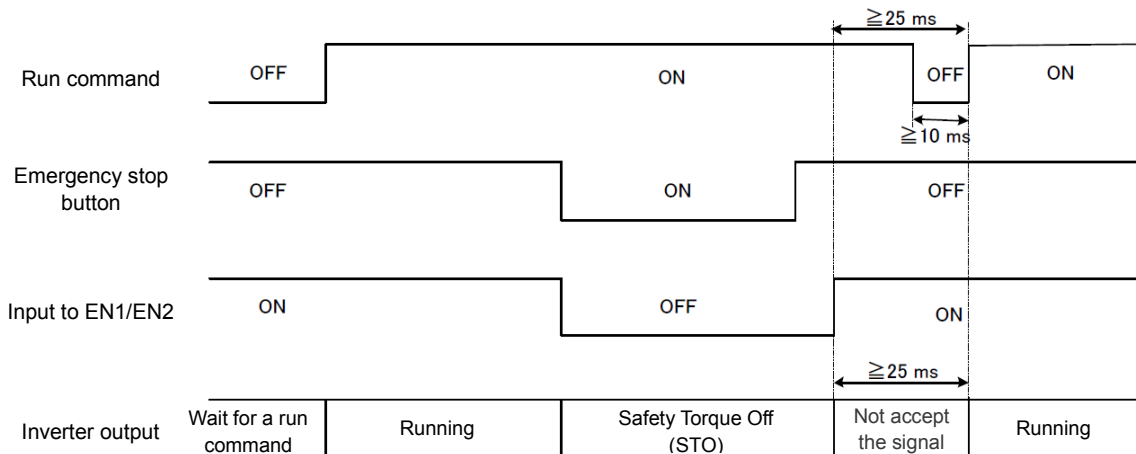 ≧25 ms
Run command
OFF
ON
OFF
ON
≧10 ms
Emergency stop
button
OFF
ON
OFF
Input to EN1/EN2
ON
OFF
ON
≧25 ms
Inverter output
Wait for a run
command
Running
Safety Torque Off
(STO)
Not accept
the signal
Running